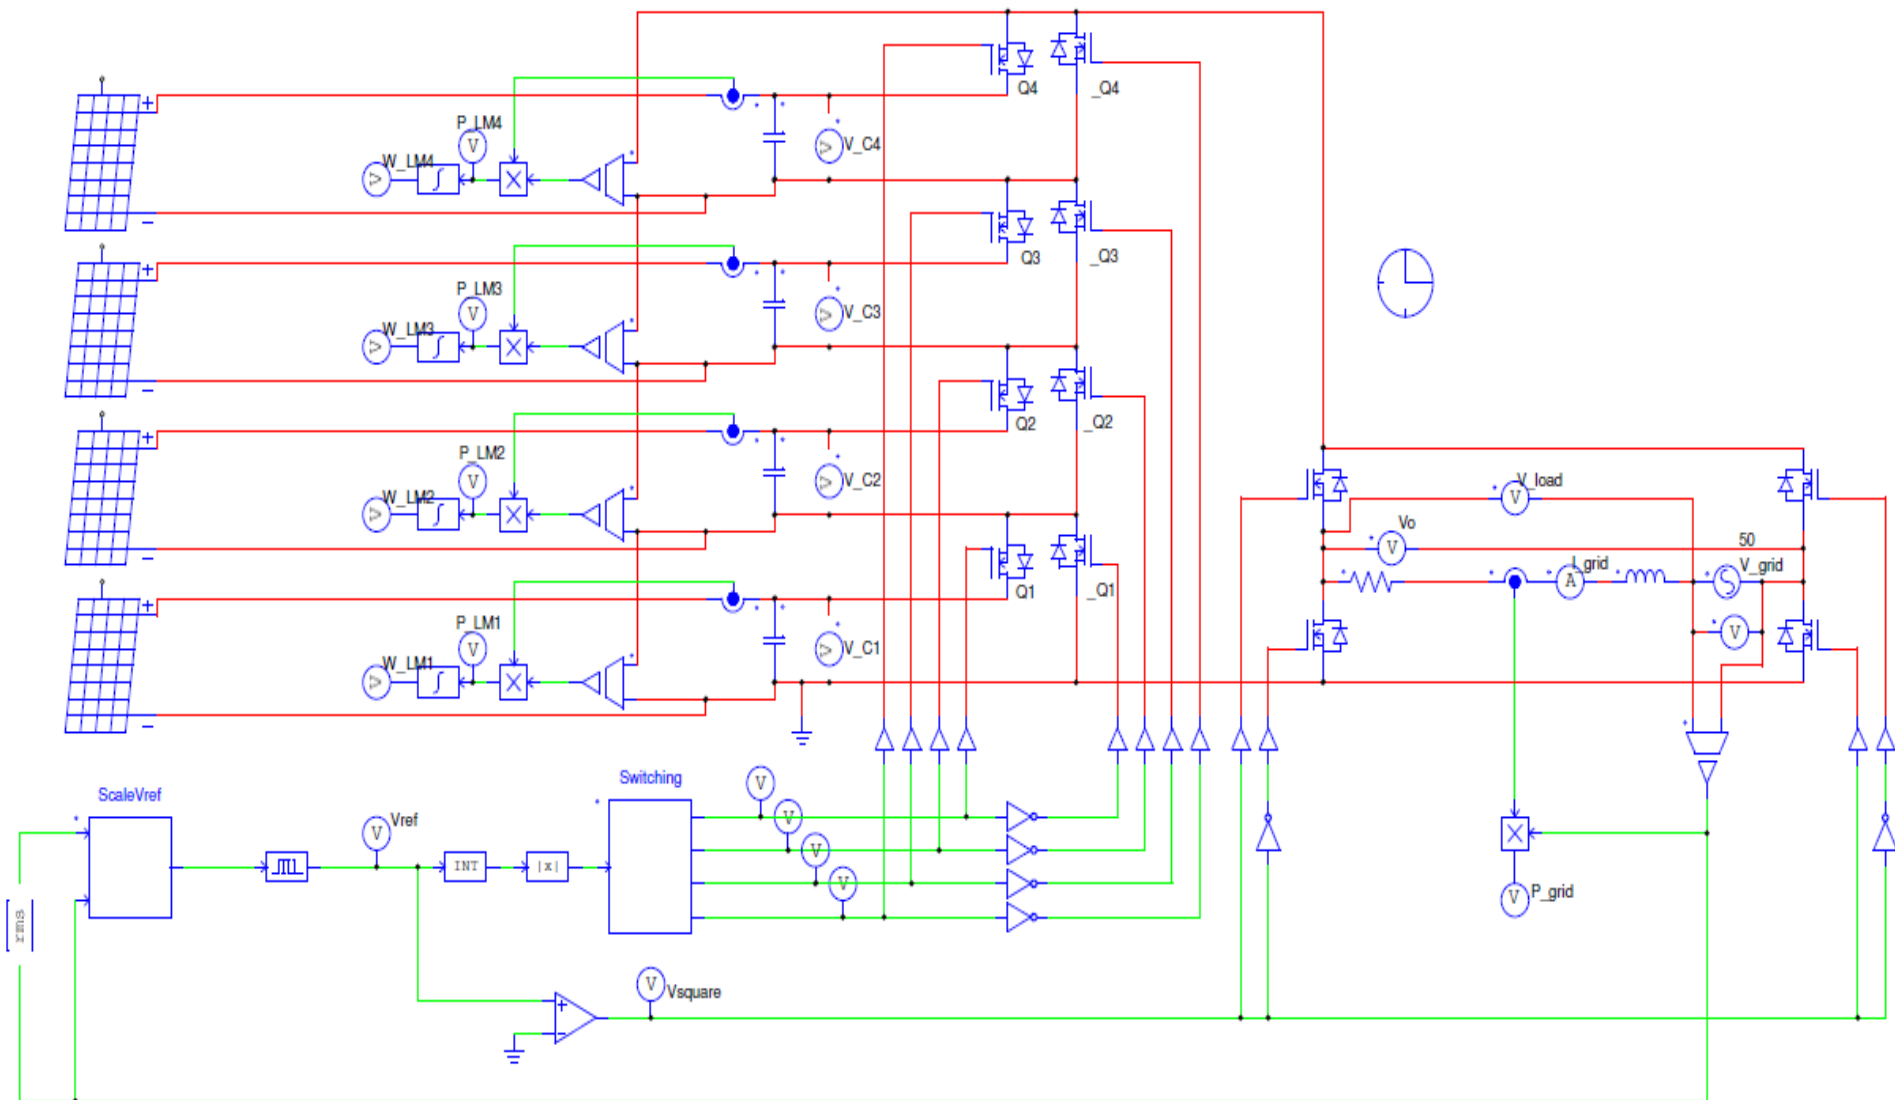 Q4
_Q4
P_LM4
W_LM4
V
V
X
V_C4
Q3
_Q3
P_LM3
W_LM3
V
V
X
V_C3
Q2
_Q2
P_LM2
W_LM2
V
V
X
V_C2
Q1
_Q1
P_LM1
W_LM1
V
V
X
V_C1
V_load
V
Vo
V
50
I_grid
A
V_grid
V
Switching
V
V
V
V
ScaleVref
Vref
V
INT
|x|
rms
X
V
P_grid
V
Vsquare